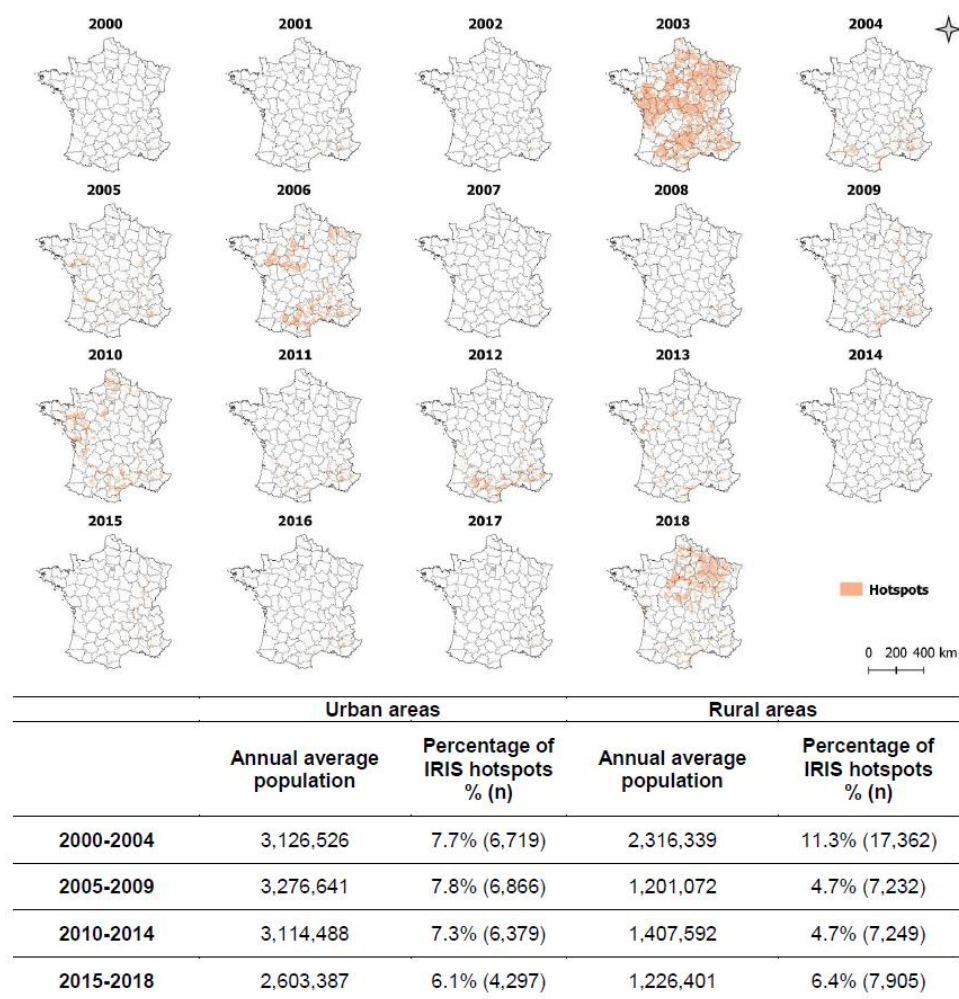 2000 2001 2002 2003 2004
2005 2006 2007 2008 2009
2010 2011 2012 2013 2014
2015 2016 2017 2018
Hotspots
0 200 400 km
Urban areas Rural areas
Annual average population Percentage of IRIS hotspots % (n) Annual average population Percentage of IRIS hotspots % (n)
2000-2004 3,126,526 7.7% (6,719) 2,316,339 11.3% (17,362)
2005-2009 3,276,641 7.8% (6,866) 1,201,072 4.7% (7,232)
2010-2014 3,114,488 7.3% (6,379) 1,407,592 4.7% (7,249)
2015-2018 2,603,387 6.1% (4,297) 1,226,401 6.4% (7,905)